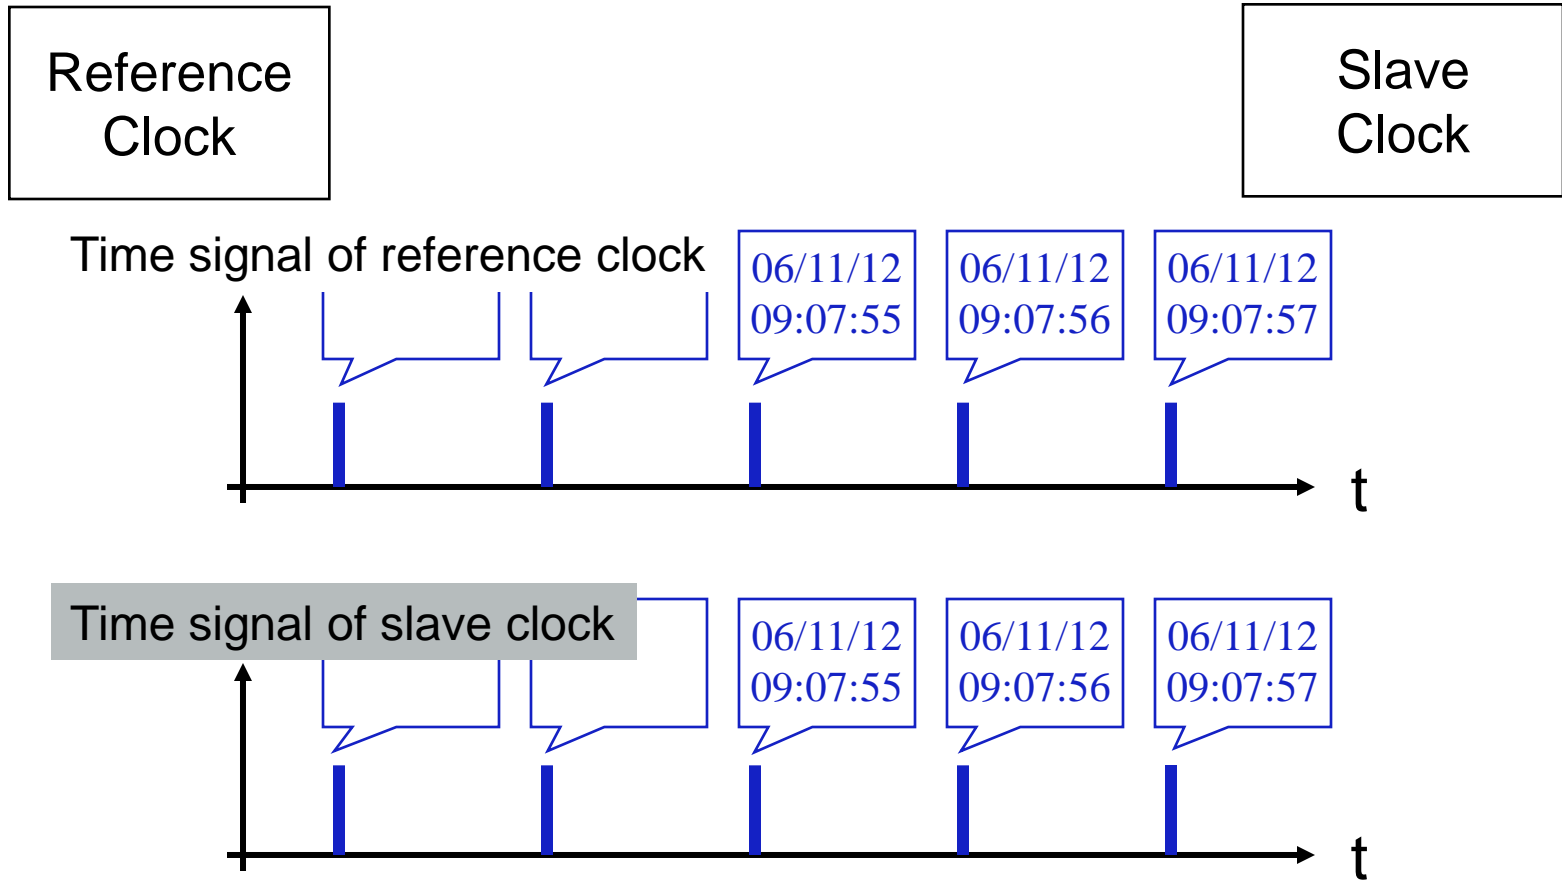 Reference
Clock
Slave
Clock
Time signal of reference clock
06/11/12
09:07:55
06/11/12
09:07:56
06/11/12
09:07:57
t
Time signal of slave clock
06/11/12
09:07:55
06/11/12
09:07:56
06/11/12
09:07:57
t